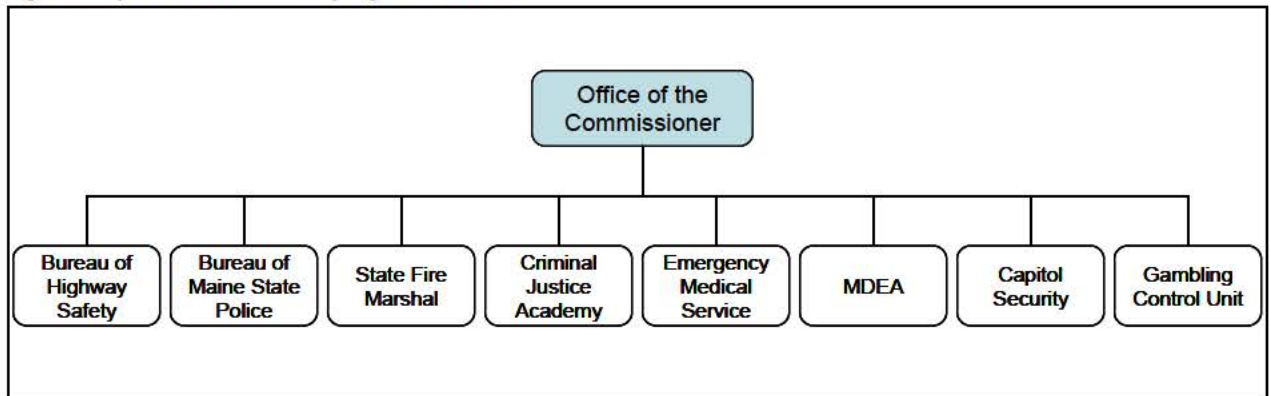 Office of the
Commissioner
Bureau of
Highway
Safety
Bureau of
Maine State
Police
State Fire
Marshal
Criminal
Justice
Academy
Emergency
Medical
Service
MDEA
Capitol
Security
Gambling
Control Unit